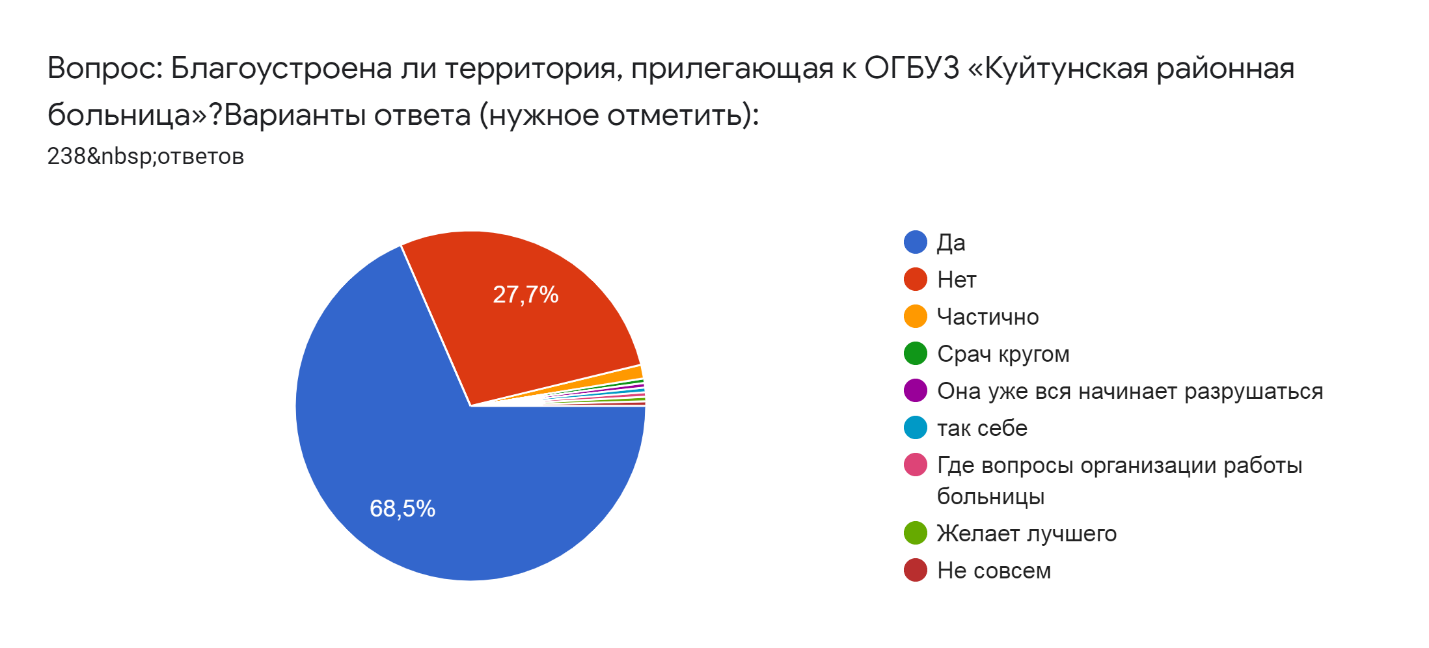 Вопрос: Благоустроена ли территория, прилегающая к ОГБУЗ «Куйтунская районная
больница»?Варианты ответа (нужное отметить):
238&nbsp;ответов
27,7%
68,5%
Да
Нет
Частично
Срач кругом
Она уже вся начинает разрушаться
так себе
Где вопросы организации работы
больницы
Желает лучшего
Не совсем